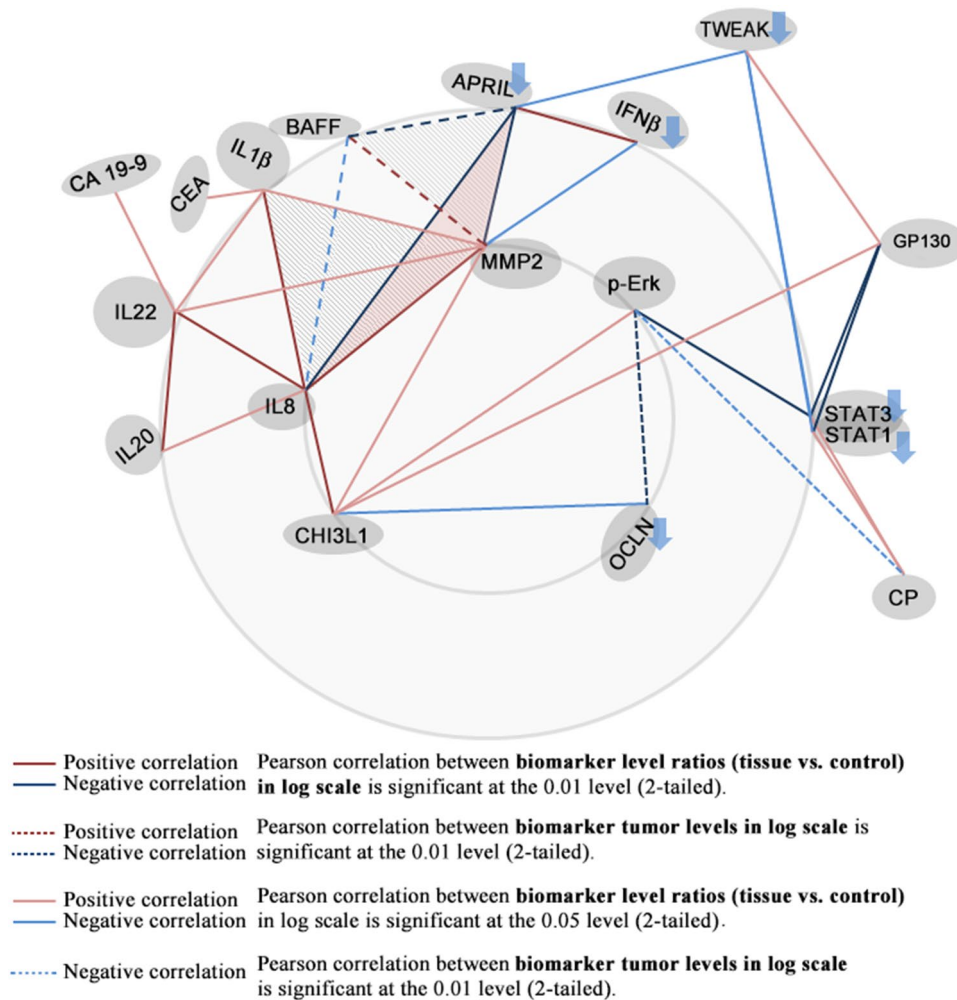 TWEAK
APRIL
IFNβ
BAFF
IL1β
CA 19-9
CEA
GP130
MMP2
p-Erk
IL22
IL8
STAT3
STAT1
IL20
CHI3L1
OCLN
CP
Positive correlation Pearson correlation between biomarker level ratios (tissue vs. control)
Negative correlation in log scale is significant at the 0.01 level (2-tailed).
Positive correlation Pearson correlation between biomarker tumor levels in log scale is
Negative correlation significant at the 0.01 level (2-tailed).
Positive correlation Pearson correlation between biomarker level ratios (tissue vs. control)
Negative correlation in log scale is significant at the 0.05 level (2-tailed).
Negative correlation Pearson correlation between biomarker tumor levels in log scale
is significant at the 0.01 level (2-tailed).